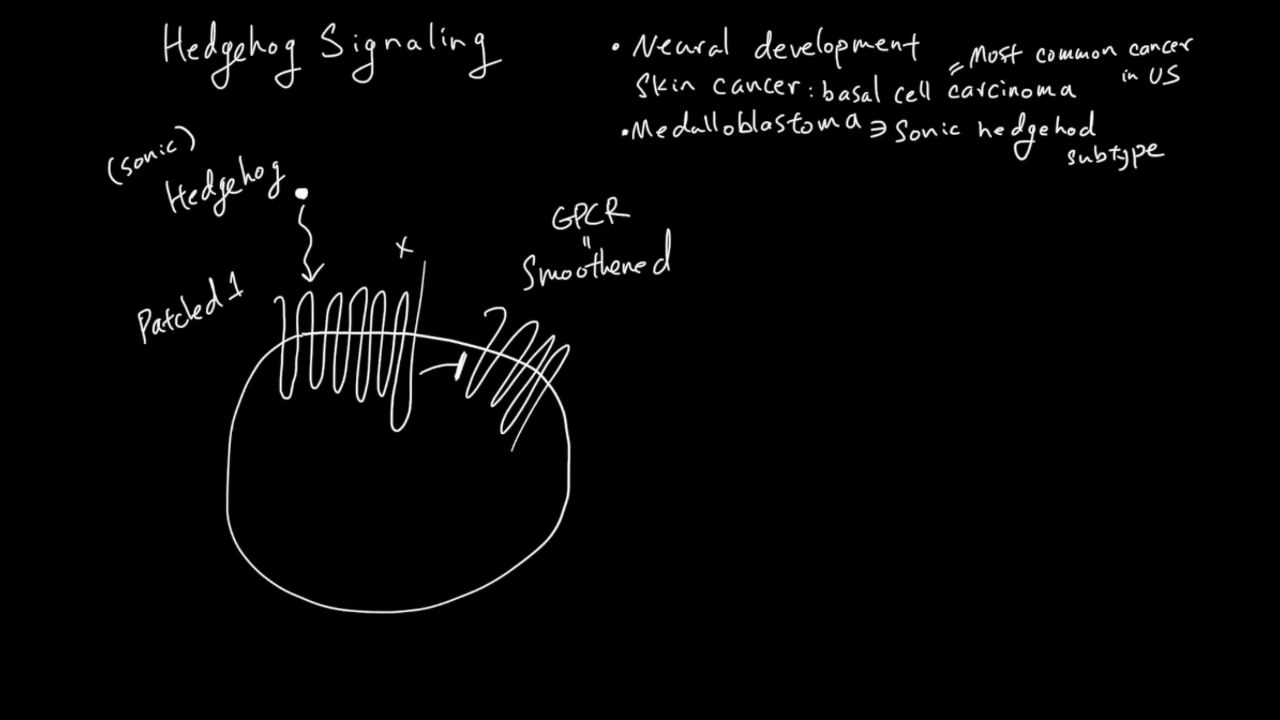 Hedgehog Signaling
• Neural development
= Most common cancer
in US
Skin cancer: basal cell carcinoma
• Medalloblastoma ∋ Sonic hedgehod
subtype
(sonic)
Hedgehog
GPCR
"
Smoothened
x
Patched 1